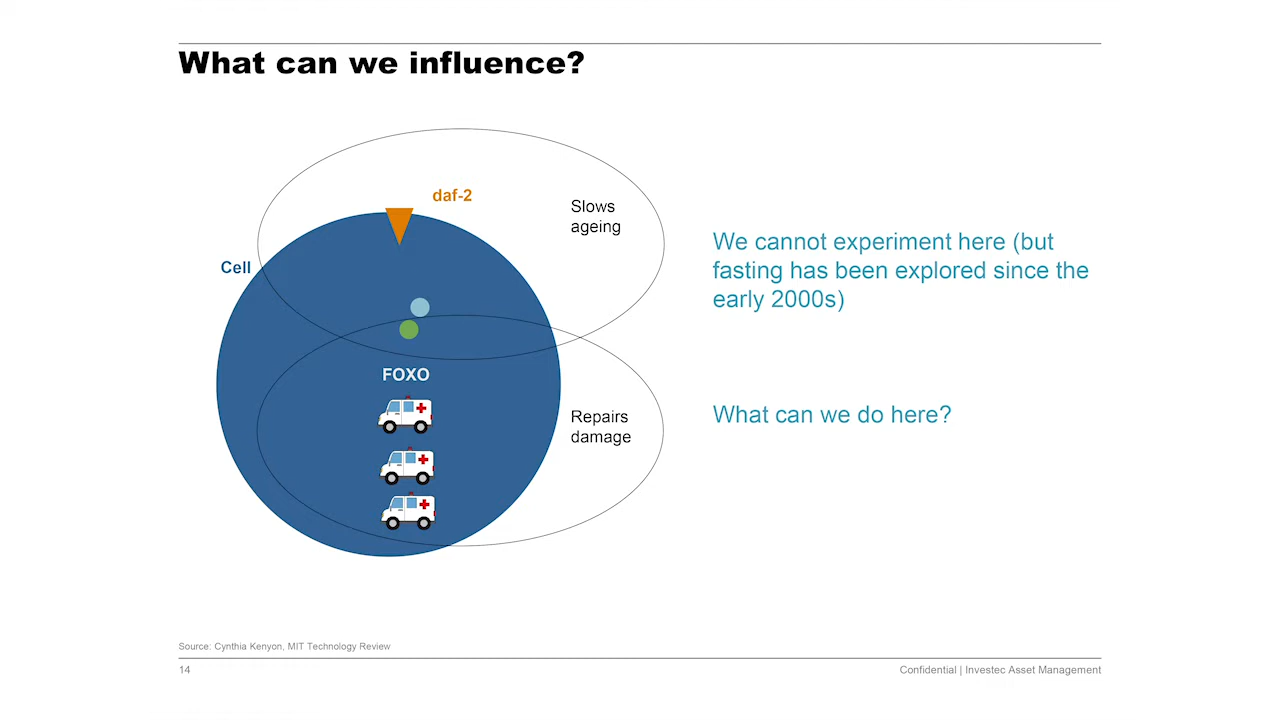 What can we influence?
daf-2
Slows
ageing
Cell
We cannot experiment here (but
fasting has been explored since the
early 2000s)
FOXO
Repairs
damage
What can we do here?
Source: Cynthia Kenyon, MIT Technology Review
14
Confidential | Investec Asset Management